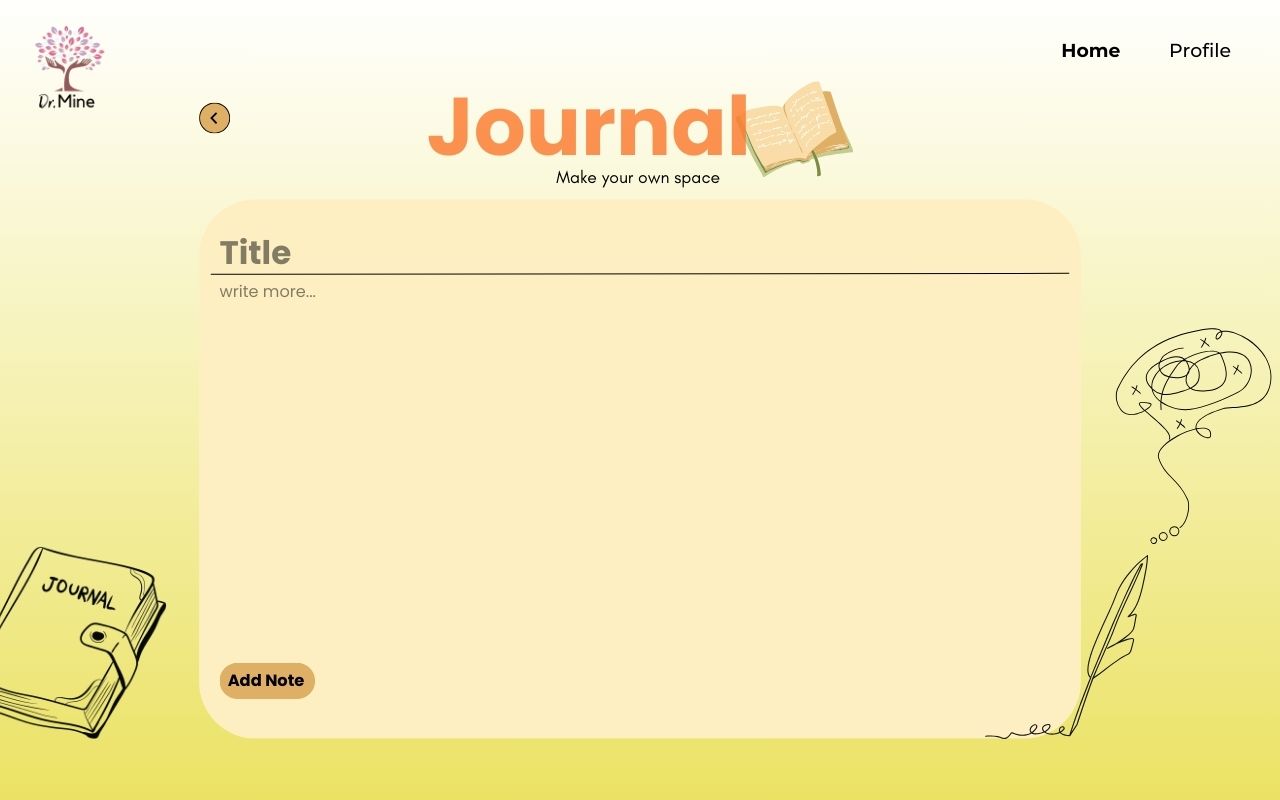 Dr. Mine
Home
Profile
Journal
Make your own space
Title
write more...
JOURNAL
Add Note